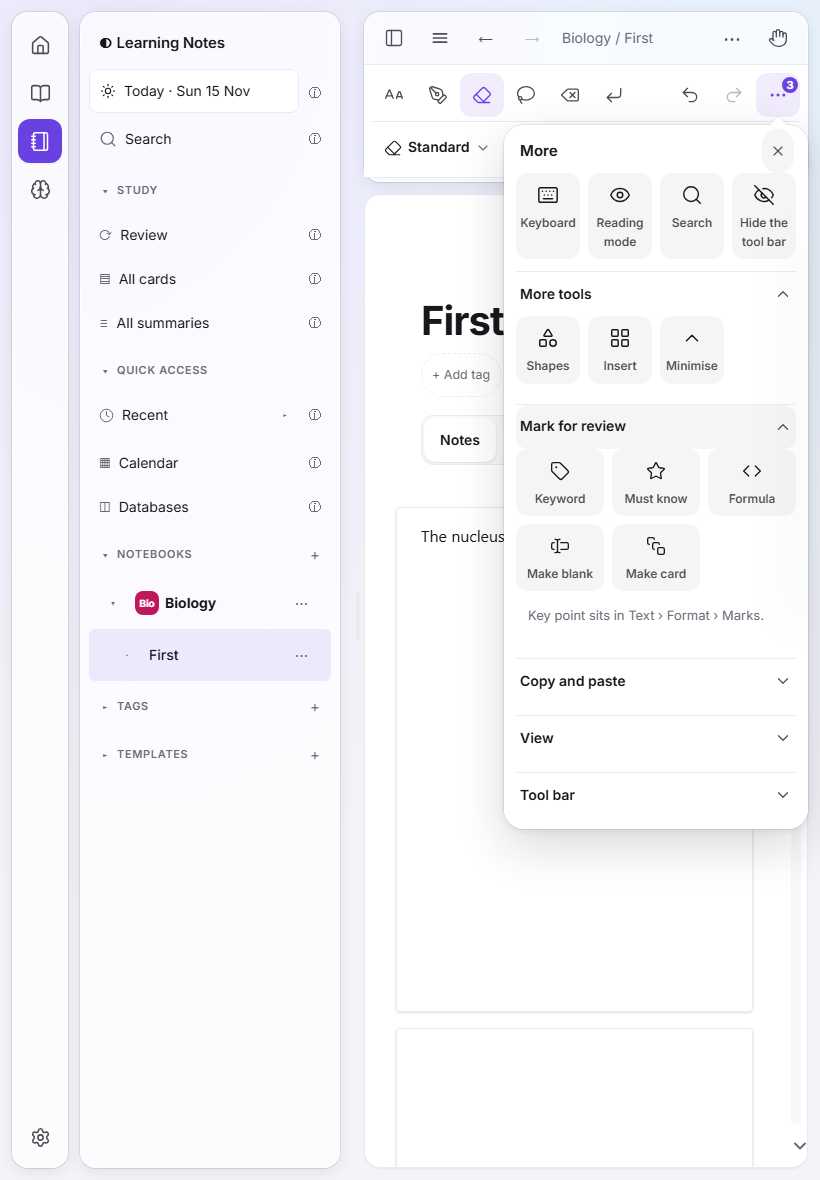 Learning Notes
Today · Sun 15 Nov
Search
STUDY
Review
All cards
All summaries
QUICK ACCESS
Recent
Calendar
Databases
NOTEBOOKS
Bio Biology
First
TAGS
TEMPLATES
Biology / First
AA
3
Standard
First
+ Add tag
Notes
The nucleus
More
Keyboard
Reading mode
Search
Hide the tool bar
More tools
Shapes
Insert
Minimise
Mark for review
Keyword
Must know
Formula
Make blank
Make card
Key point sits in Text › Format › Marks.
Copy and paste
View
Tool bar